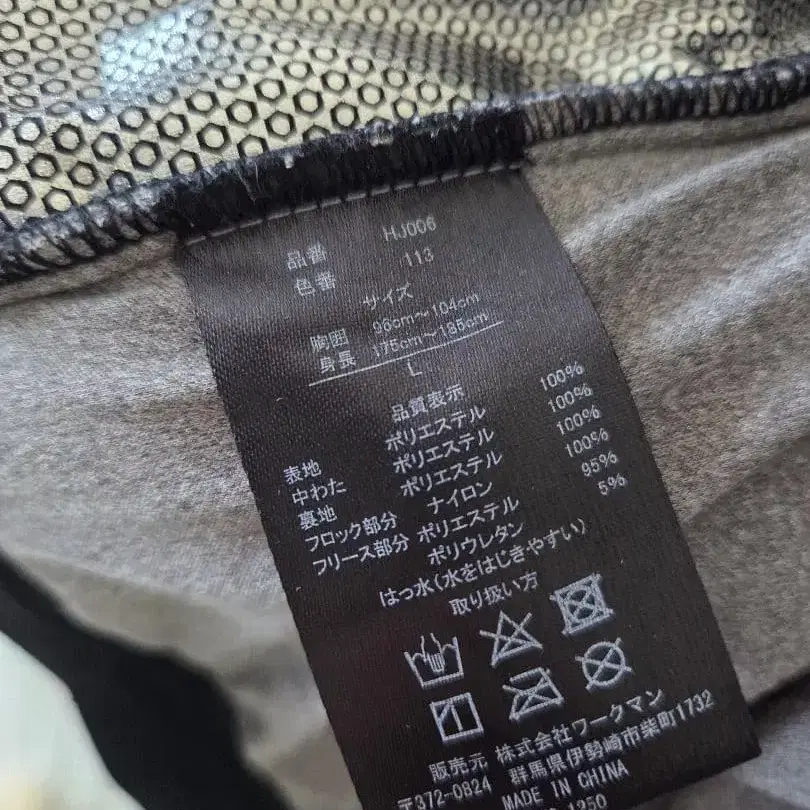 品番 HJ006
色番 113
サイズ
胸囲 96cm～104cm
身長 175cm～185cm
L
品質表示
表地 ポリエステル 100%
中わた ポリエステル 100%
裏地 ポリエステル 100%
フロック部分 ナイロン 100%
フリース部分 ポリエステル 95%
ポリウレタン 5%
はっ水(水をはじきやすい)
取り扱い方
販売元 株式会社ワークマン
〒372-0824 群馬県伊勢崎市柴町1732
MADE IN CHINA